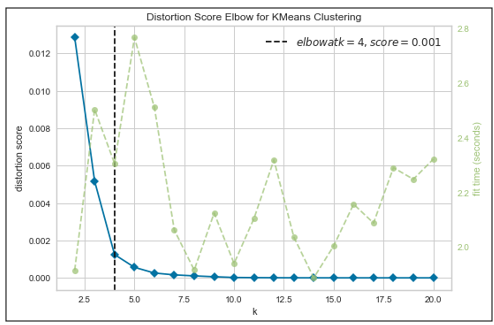 Distortion Score Elbow for KMeans Clustering
elbow at k = 4, score = 0.001
distortion score
0.012
0.010
0.008
0.006
0.004
0.002
0.000
2.8
2.6
2.4
2.2
2.0
fit time (seconds)
2.5 5.0 7.5 10.0 12.5 15.0 17.5 20.0
k